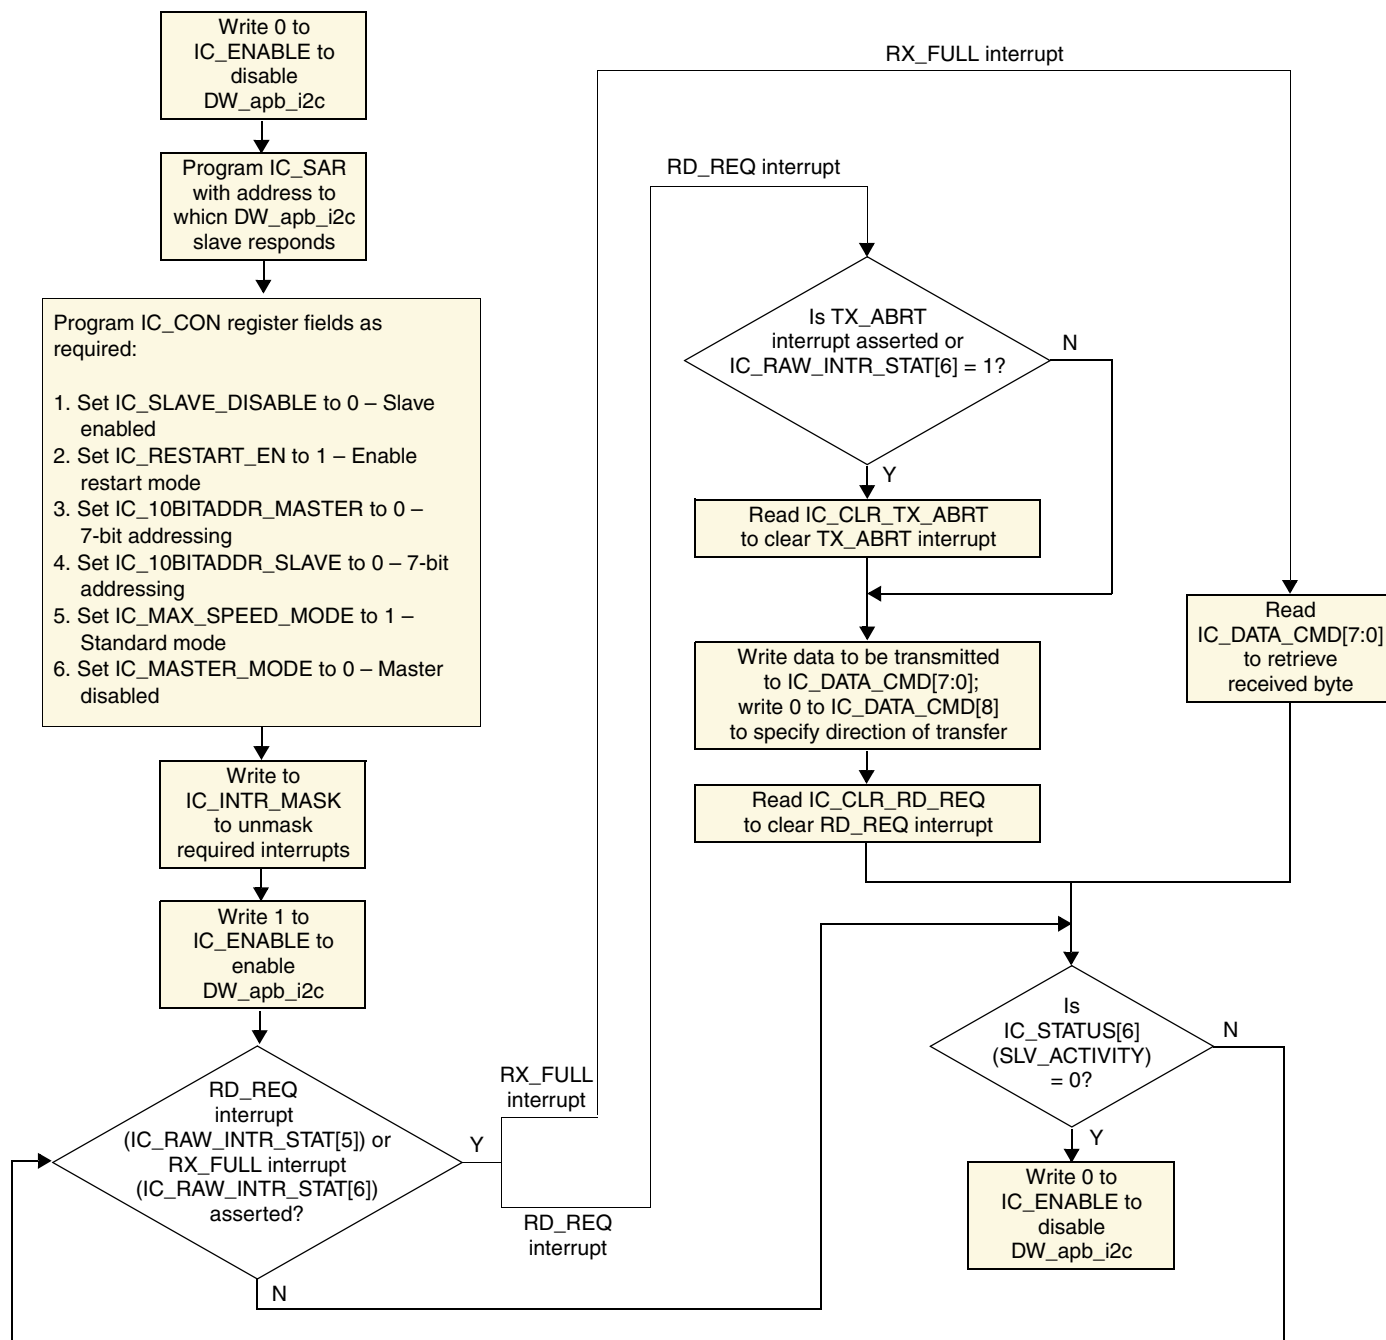 Write 0 to
IC_ENABLE to
disable
DW_apb_i2c
Program IC_SAR
with address to
whicn DW_apb_i2c
slave responds
Program IC_CON register fields as
required:
1. Set IC_SLAVE_DISABLE to 0 – Slave
enabled
2. Set IC_RESTART_EN to 1 – Enable
restart mode
3. Set IC_10BITADDR_MASTER to 0 –
7-bit addressing
4. Set IC_10BITADDR_SLAVE to 0 – 7-bit
addressing
5. Set IC_MAX_SPEED_MODE to 1 –
Standard mode
6. Set IC_MASTER_MODE to 0 – Master
disabled
Write to
IC_INTR_MASK
to unmask
required interrupts
Write 1 to
IC_ENABLE to
enable
DW_apb_i2c
RD_REQ
interrupt
(IC_RAW_INTR_STAT[5]) or
RX_FULL interrupt
(IC_RAW_INTR_STAT[6])
asserted?
Y
N
RX_FULL
interrupt
RD_REQ
interrupt
RX_FULL interrupt
RD_REQ interrupt
Is TX_ABRT
interrupt asserted or
IC_RAW_INTR_STAT[6] = 1?
N
Y
Read IC_CLR_TX_ABRT
to clear TX_ABRT interrupt
Write data to be transmitted
to IC_DATA_CMD[7:0];
write 0 to IC_DATA_CMD[8]
to specify direction of transfer
Read IC_CLR_RD_REQ
to clear RD_REQ interrupt
Read
IC_DATA_CMD[7:0]
to retrieve
received byte
Is
IC_STATUS[6]
(SLV_ACTIVITY)
= 0?
N
Y
Write 0 to
IC_ENABLE to
disable
DW_apb_i2c